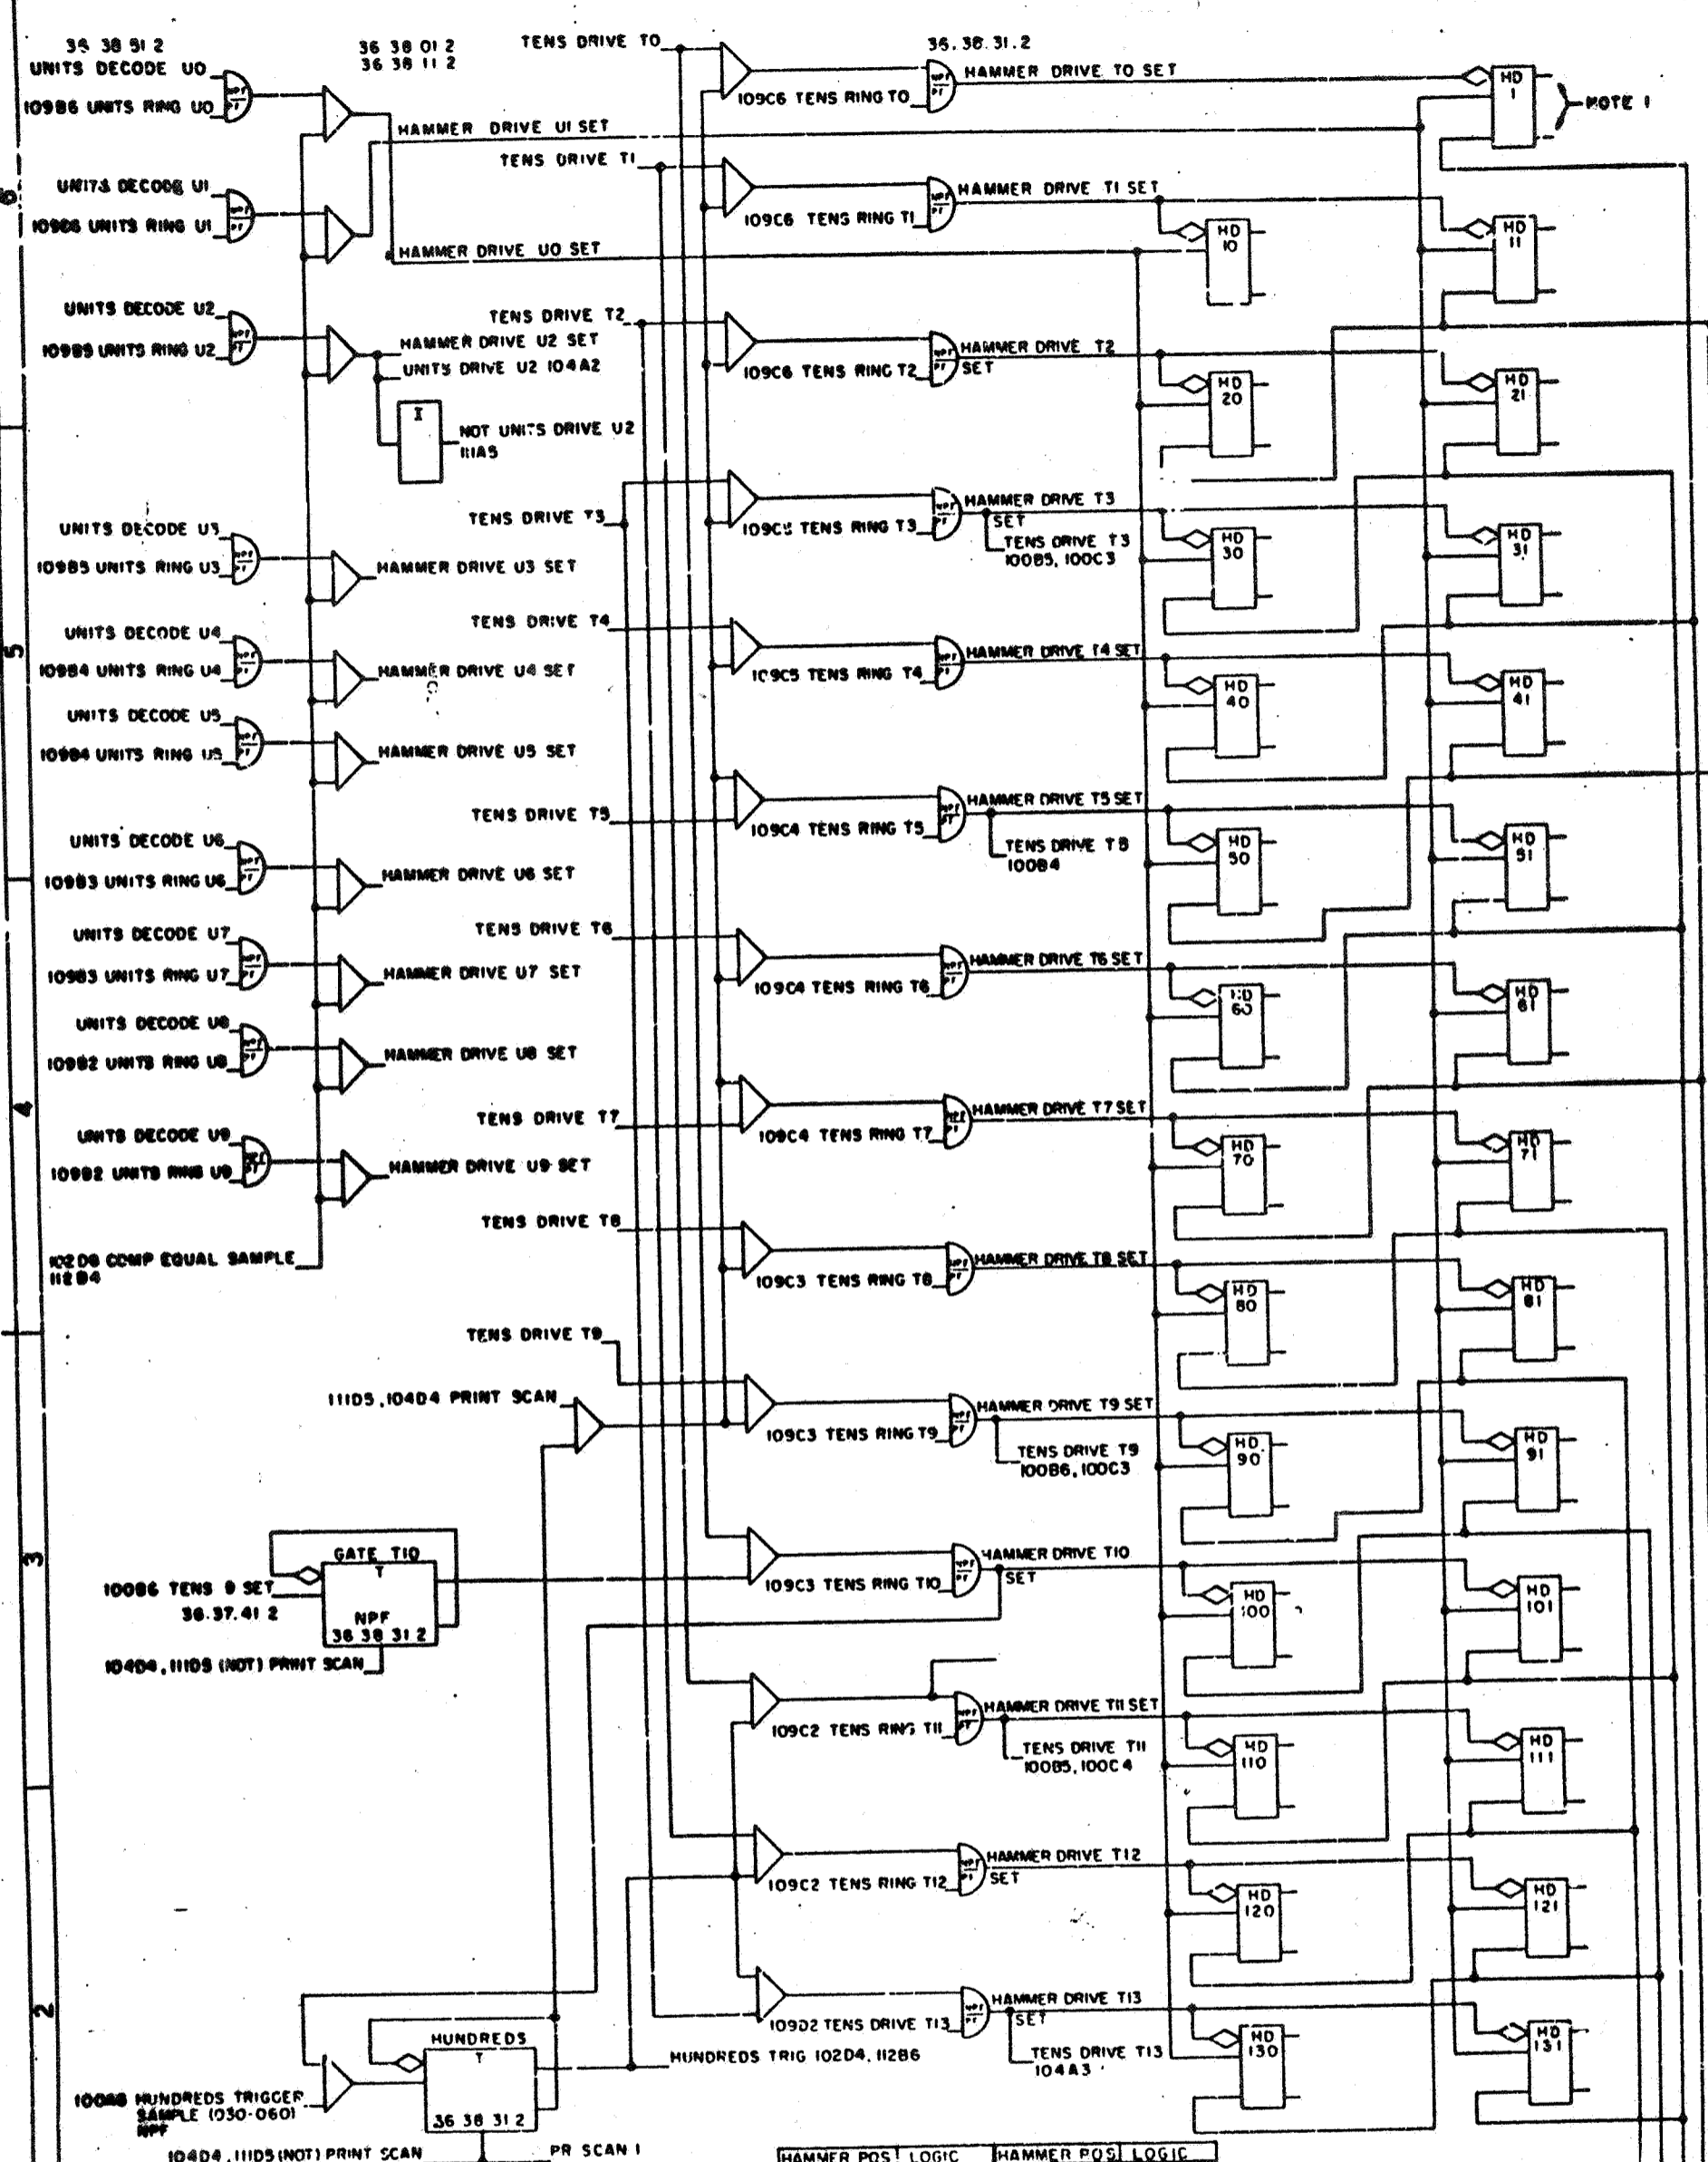 36 38 51 2
UNITS DECODE U0
109B6 UNITS RING U0
36 38 01 2
36 38 11 2
TENS DRIVE T0
109C6 TENS RING T0
36.38.31.2
HAMMER DRIVE T0 SET
HD
1
NOTE 1
HAMMER DRIVE U1 SET
TENS DRIVE T1
UNITS DECODE U1
109B6 UNITS RING U1
109C6 TENS RING T1
HAMMER DRIVE T1 SET
HD
10
HD
11
HAMMER DRIVE U0 SET
UNITS DECODE U2
109B5 UNITS RING U2
TENS DRIVE T2
HAMMER DRIVE U2 SET
UNITS DRIVE U2 104A2
I
NOT UNITS DRIVE U2
111A5
109C6 TENS RING T2
HAMMER DRIVE T2
SET
HD
20
HD
21
UNITS DECODE U3
109B5 UNITS RING U3
HAMMER DRIVE U3 SET
TENS DRIVE T3
109C5 TENS RING T3
HAMMER DRIVE T3
SET
TENS DRIVE T3
100B5, 100C3
HD
30
HD
31
UNITS DECODE U4
109B4 UNITS RING U4
HAMMER DRIVE U4 SET
TENS DRIVE T4
109C5 TENS RING T4
HAMMER DRIVE T4 SET
HD
40
HD
41
5
UNITS DECODE U5
109B4 UNITS RING U5
HAMMER DRIVE U5 SET
TENS DRIVE T5
109C4 TENS RING T5
HAMMER DRIVE T5 SET
TENS DRIVE T5
100B4
HD
50
HD
51
UNITS DECODE U6
109B3 UNITS RING U6
HAMMER DRIVE U6 SET
TENS DRIVE T6
109C4 TENS RING T6
HAMMER DRIVE T6 SET
HD
60
HD
61
UNITS DECODE U7
109B3 UNITS RING U7
HAMMER DRIVE U7 SET
UNITS DECODE U8
109B2 UNITS RING U8
HAMMER DRIVE U8 SET
TENS DRIVE T7
109C4 TENS RING T7
HAMMER DRIVE T7 SET
HD
70
HD
71
4
UNITS DECODE U9
109B2 UNITS RING U9
HAMMER DRIVE U9 SET
102D6 COMP EQUAL SAMPLE
112B4
TENS DRIVE T8
109C3 TENS RING T8
HAMMER DRIVE T8 SET
HD
80
HD
81
TENS DRIVE T9
111D5, 104D4 PRINT SCAN
109C3 TENS RING T9
HAMMER DRIVE T9 SET
TENS DRIVE T9
100B6, 100C3
HD
90
HD
91
3
GATE T10
T
100B6 TENS 9 SET
36.37.41 2
NPF
36 38 31 2
104D4, 111D5 (NOT) PRINT SCAN
109C3 TENS RING T10
HAMMER DRIVE T10
SET
HD
100
HD
101
109C2 TENS RING T11
HAMMER DRIVE T11 SET
TENS DRIVE T11
100B5, 100C4
HD
110
HD
111
109C2 TENS RING T12
HAMMER DRIVE T12
SET
HD
120
HD
121
2
109D2 TENS DRIVE T13
HAMMER DRIVE T13
SET
TENS DRIVE T13
104A3
HD
130
HD
131
HUNDREDS
T
36 38 31 2
HUNDREDS TRIG 102D4, 112B6
100A6 HUNDREDS TRIGGER
SAMPLE (030-060)
NPF
104D4, 111D5 (NOT) PRINT SCAN
PR SCAN 1
HAMMER POS LOGIC HAMMER POS LOGIC